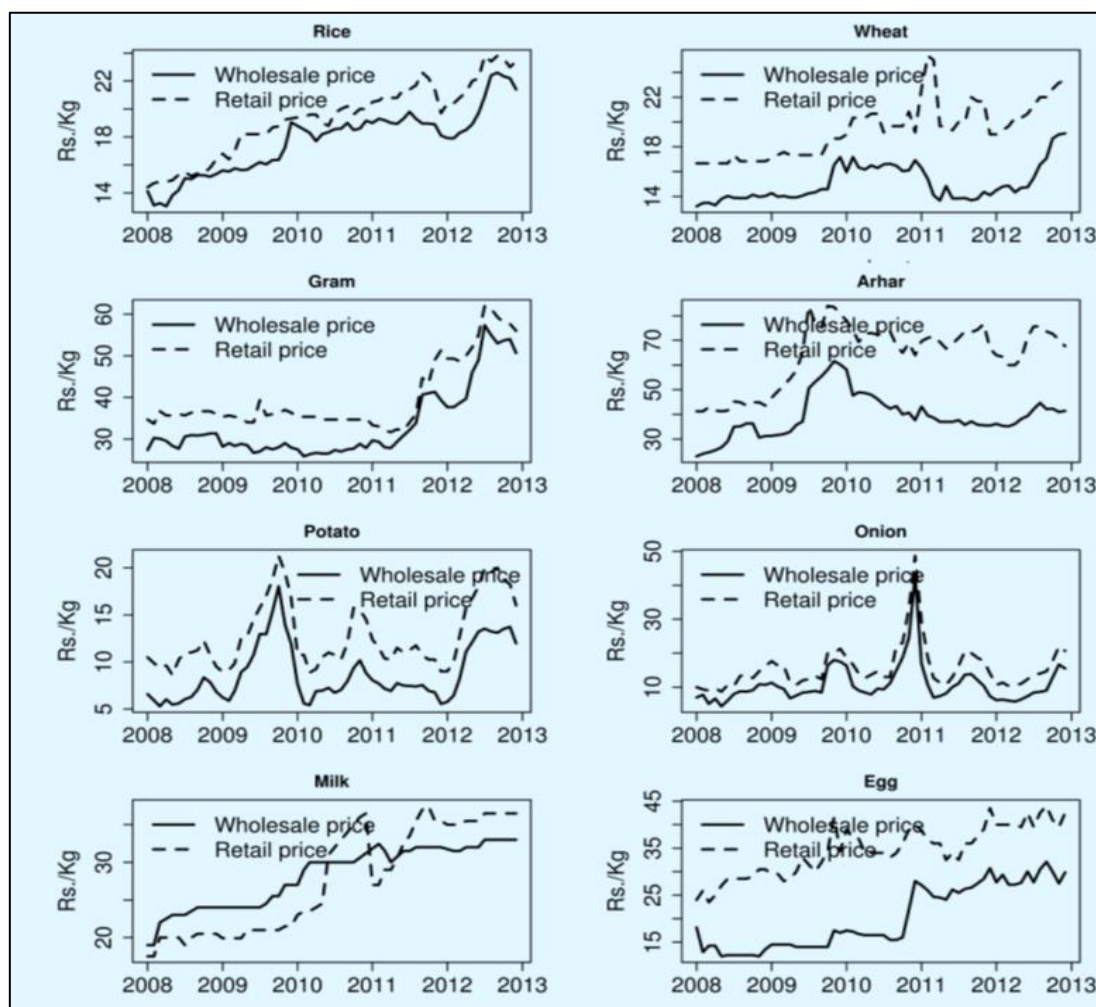 Rice
Wholesale price
Retail price
Rs./Kg
14
18
22
2008 2009 2010 2011 2012 2013
Wheat
Wholesale price
Retail price
Rs./Kg
14
18
22
2008 2009 2010 2011 2012 2013
Gram
Wholesale price
Retail price
Rs./Kg
30
40
50
60
2008 2009 2010 2011 2012 2013
Arhar
Wholesale price
Retail price
Rs./Kg
30
50
70
2008 2009 2010 2011 2012 2013
Potato
Wholesale price
Retail price
Rs./Kg
5
10
15
20
2008 2009 2010 2011 2012 2013
Onion
Wholesale price
Retail price
Rs./Kg
10
30
50
2008 2009 2010 2011 2012 2013
Milk
Wholesale price
Retail price
Rs./Kg
20
30
2008 2009 2010 2011 2012 2013
Egg
Wholesale price
Retail price
Rs./Kg
15
25
35
45
2008 2009 2010 2011 2012 2013